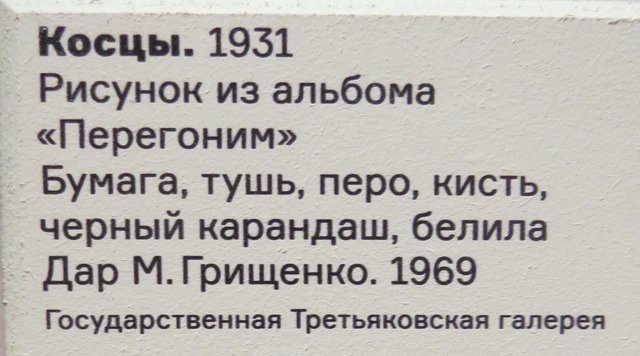 Косцы. 1931
Рисунок из альбома
«Перегоним»
Бумага, тушь, перо, кисть,
черный карандаш, белила
Дар М. Грищенко. 1969
Государственная Третьяковская галерея